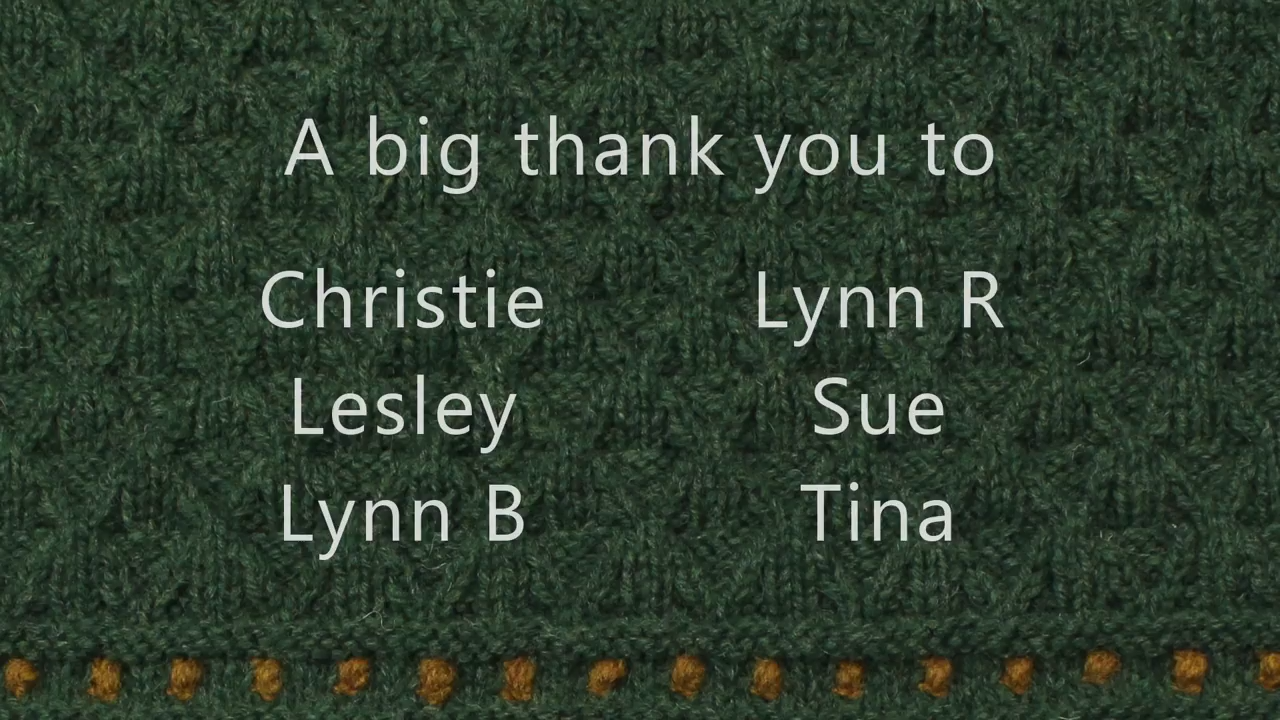 A big thank you to
Christie
Lesley
Lynn B
Lynn R
Sue
Tina